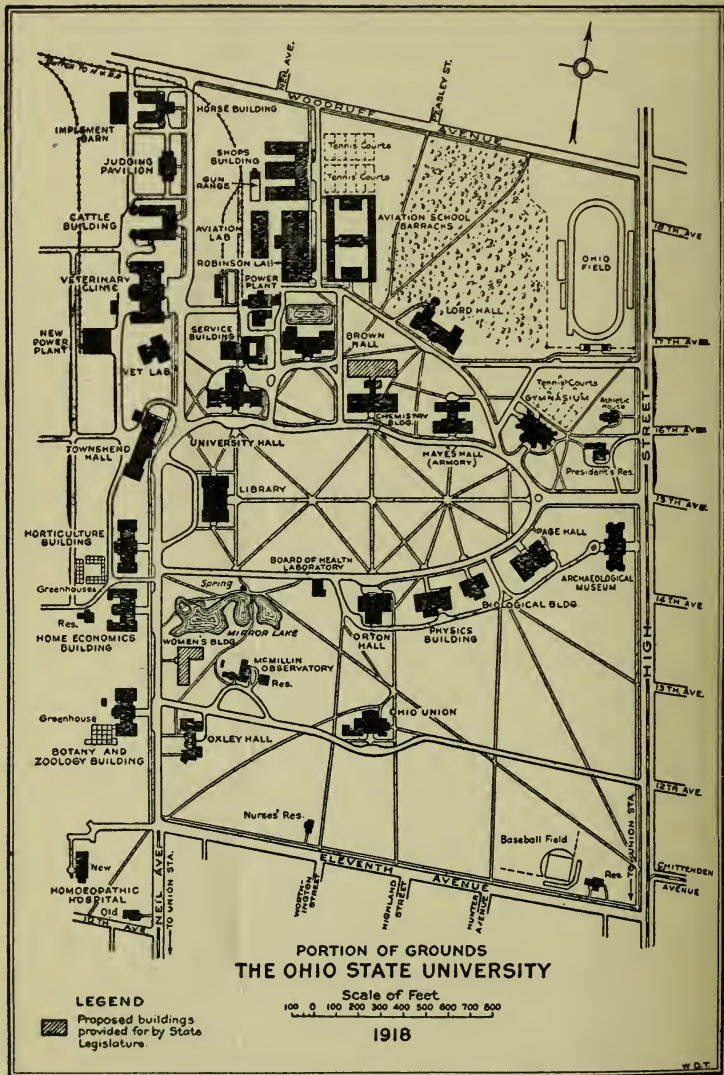 NEIL AVE.
EASLEY ST.
WOODRUFF AVENUE
HORSE BUILDING
IMPLEMENT
BARN
SHOPS
BUILDING
Tennis Courts
JUDGING
PAVILION
GUN
RANGE
Tennis Courts
CATTLE
BUILDING
AVIATION
LAB
AVIATION SCHOOL
BARRACKS
18TH AVE
OHIO
FIELD
ROBINSON LAB
VETERINARY
CLINIC
POWER
PLANT
LORD HALL
NEW
POWER
PLANT
SERVICE
BUILDING
BROWN
HALL
17TH AVE
VET LAB
Tennis Courts
GYMNASIUM
Athletic
House
CHEMISTRY
BLDG.
16TH AVE
TOWNSHEND
HALL
UNIVERSITY HALL
HAYES HALL
(ARMORY)
President's Res.
LIBRARY
15TH AVE.
HORTICULTURE
BUILDING
PAGE HALL
BOARD OF HEALTH
LABORATORY
ARCHAEOLOGICAL
MUSEUM
Greenhouse
Spring
BIOLOGICAL BLDG
14TH AVE
Res.
HOME ECONOMICS
BUILDING
WOMEN'S BLDG
MIRROR LAKE
ORTON
HALL
PHYSICS
BUILDING
HIGH STREET
MCMILLIN
OBSERVATORY
Res.
13TH AVE.
Greenhouse
OHIO UNION
OXLEY HALL
BOTANY AND
ZOOLOGY BUILDING
12TH AVE
Nurses' Res.
Baseball Field
TO UNION STA.
New
HOMOEOPATHIC
HOSPITAL
NEIL AVE.
TO UNION STA.
ELEVENTH AVENUE
Res.
CHITTENDEN
AVENUE
Old
10TH AVE
WORTH-
INGTON
STREET
HIGHLAND
STREET
HUNTER
AVENUE
PORTION OF GROUNDS
THE OHIO STATE UNIVERSITY
LEGEND
Proposed buildings
provided for by State
Legislature.
Scale of Feet
100 0 100 200 300 400 500 600 700 800
1918
W.D.T.